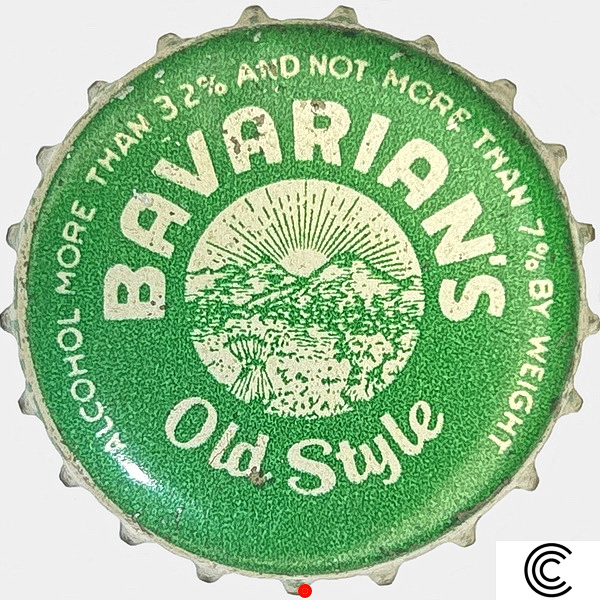 ALCOHOL MORE THAN 3.2% AND NOT MORE THAN 7% BY WEIGHT
BAVARIAN'S
Old Style